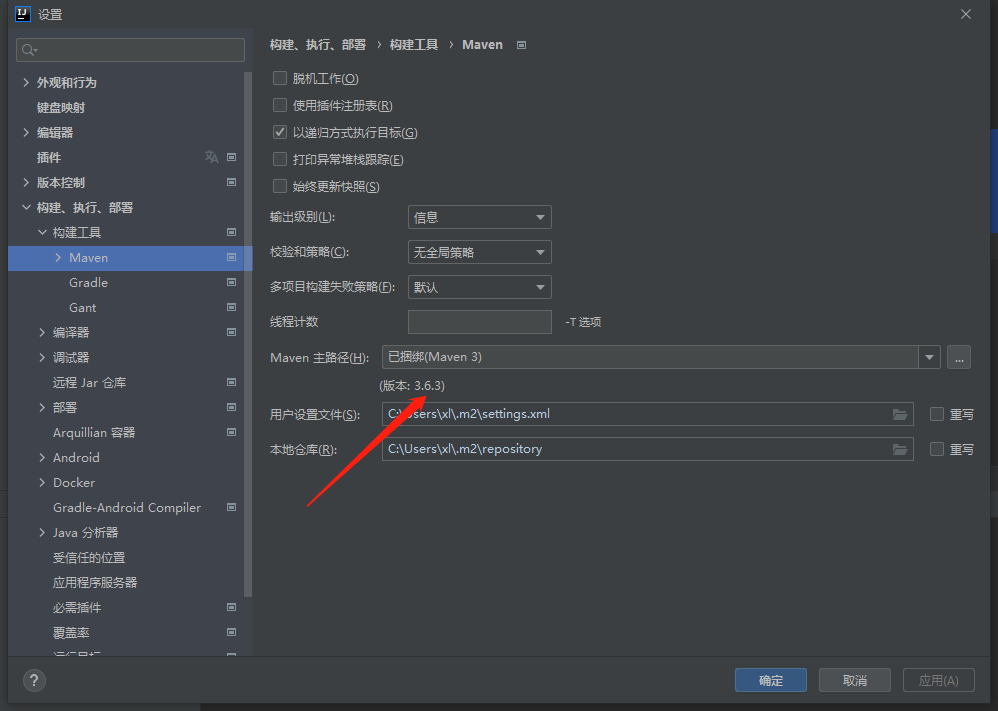 设置
外观和行为
键盘映射
编辑器
插件
版本控制
构建、执行、部署
构建工具
Maven
Gradle
Gant
编译器
调试器
远程 Jar 仓库
部署
Arquillian 容器
Android
Docker
Gradle-Android Compiler
Java 分析器
受信任的位置
应用程序服务器
必需插件
覆盖率
运行目标
构建、执行、部署 › 构建工具 › Maven
脱机工作(O)
使用插件注册表(R)
以递归方式执行目标(G)
打印异常堆栈跟踪(E)
始终更新快照(S)
输出级别(L): 信息
校验和策略(C): 无全局策略
多项目构建失败策略(F): 默认
线程计数 -T 选项
Maven 主路径(H): 已捆绑(Maven 3) ...
(版本: 3.6.3)
用户设置文件(S): C:\Users\xl\.m2\settings.xml 重写
本地仓库(R): C:\Users\xl\.m2\repository 重写
? 确定 取消 应用(A)